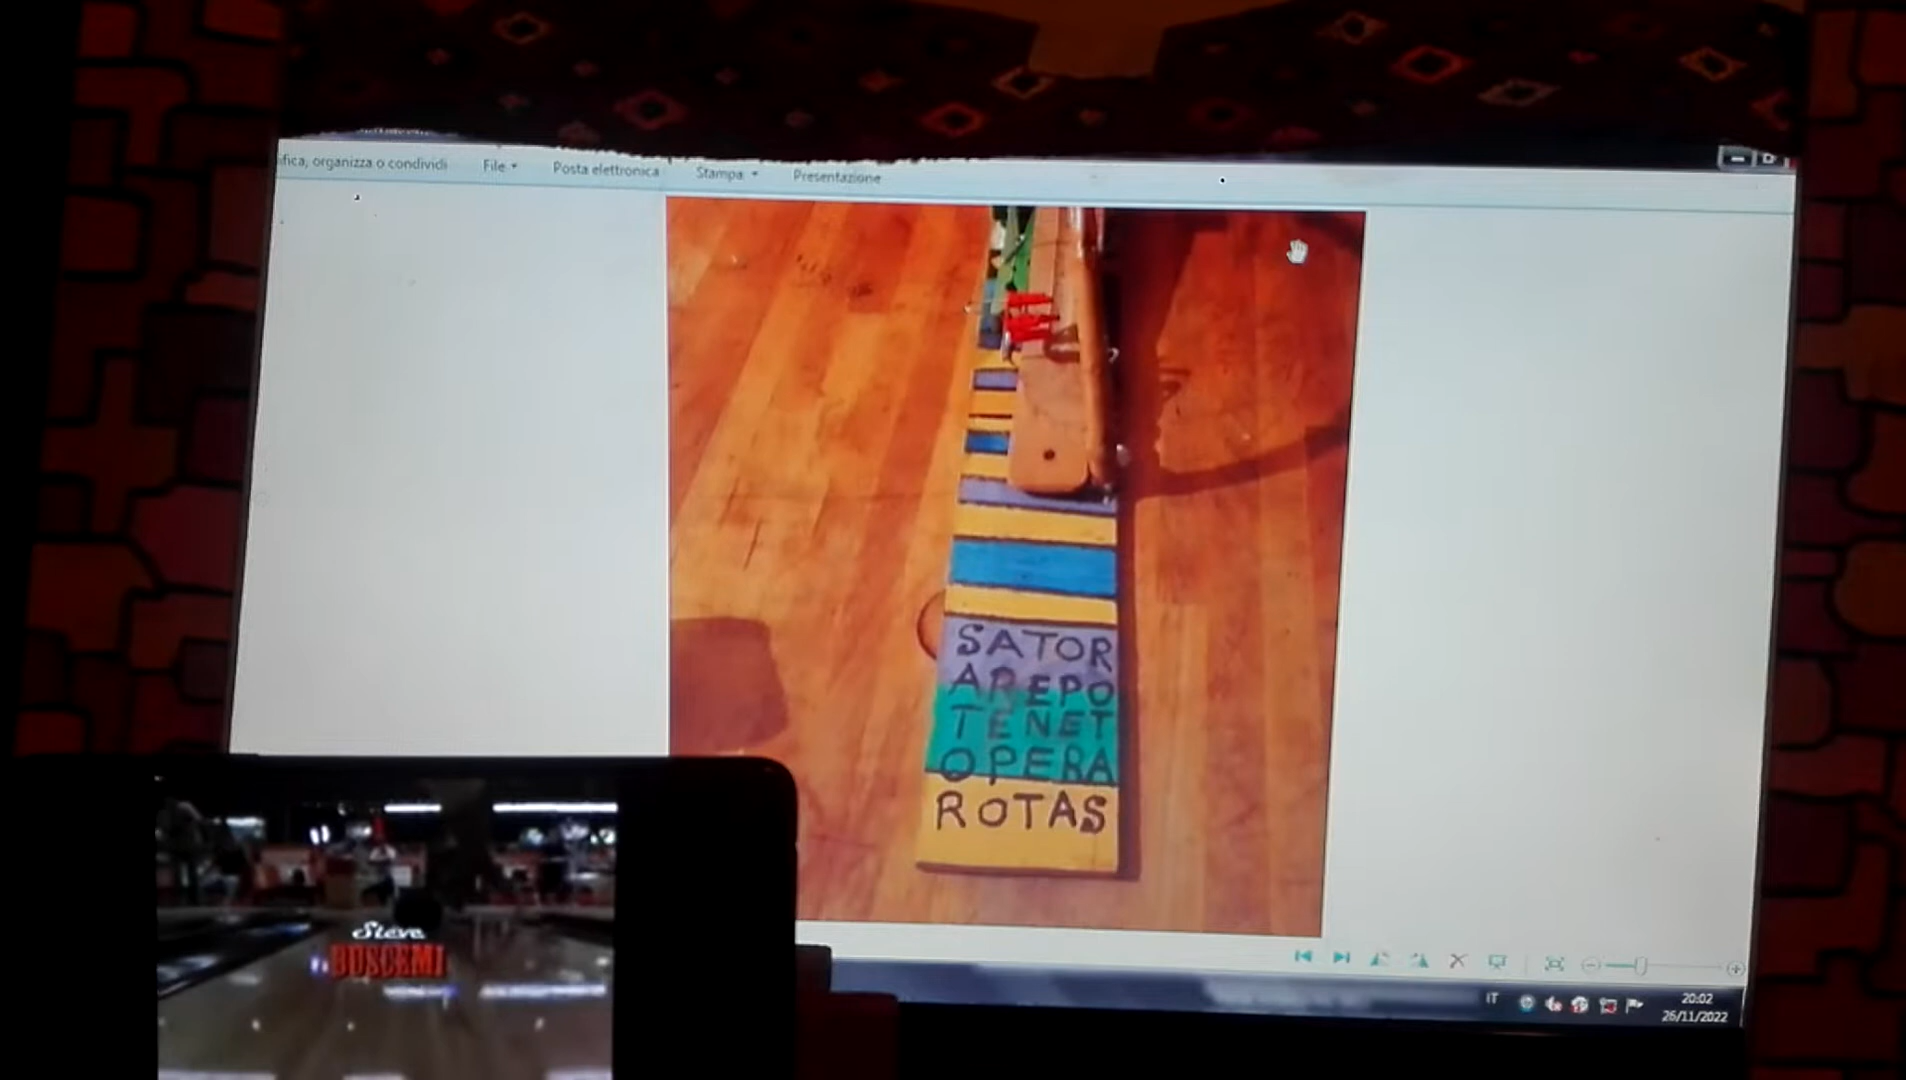 ifica, organizza o condividi File Posta elettronica Stampa Presentazione
SATOR
AREPO
TENET
OPERA
ROTAS
Steve
BUSCEMI
IT
20:02
26/11/2022